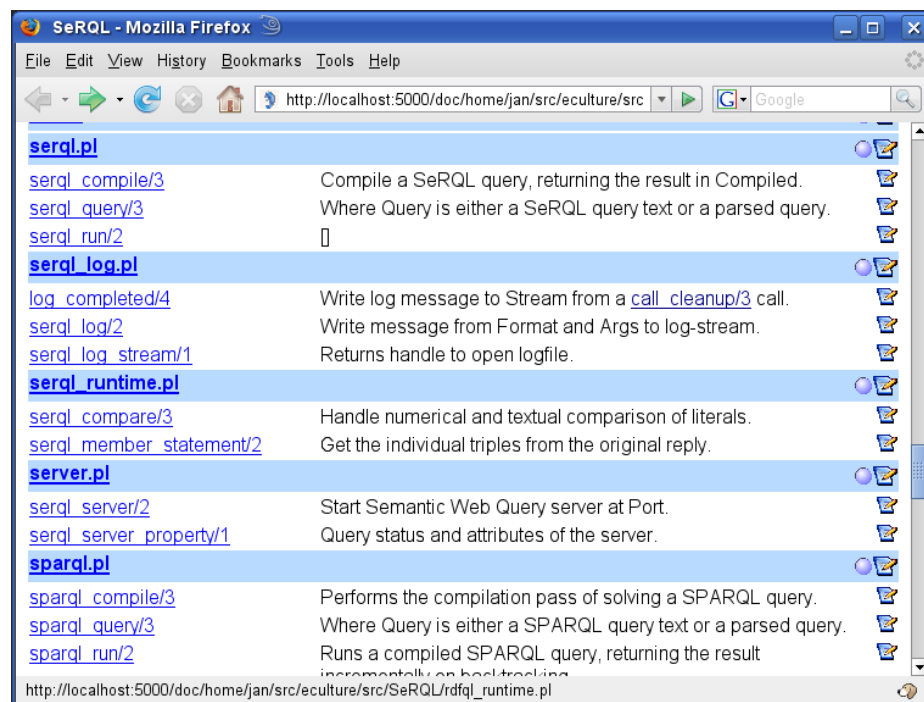 SeRQL - Mozilla Firefox
File Edit View History Bookmarks Tools Help
http://localhost:5000/doc/home/jan/src/eculture/src G Google
serql.pl
serql_compile/3 Compile a SeRQL query, returning the result in Compiled.
serql_query/3 Where Query is either a SeRQL query text or a parsed query.
serql_run/2 []
serql_log.pl
log_completed/4 Write log message to Stream from a call_cleanup/3 call.
serql_log/2 Write message from Format and Args to log-stream.
serql_log_stream/1 Returns handle to open logfile.
serql_runtime.pl
serql_compare/3 Handle numerical and textual comparison of literals.
serql_member_statement/2 Get the individual triples from the original reply.
server.pl
serql_server/2 Start Semantic Web Query server at Port.
serql_server_property/1 Query status and attributes of the server.
sparql.pl
sparql_compile/3 Performs the compilation pass of solving a SPARQL query.
sparql_query/3 Where Query is either a SPARQL query text or a parsed query.
sparql_run/2 Runs a compiled SPARQL query, returning the result
incrementally on backtracking
http://localhost:5000/doc/home/jan/src/eculture/src/SeRQL/rdfql_runtime.pl